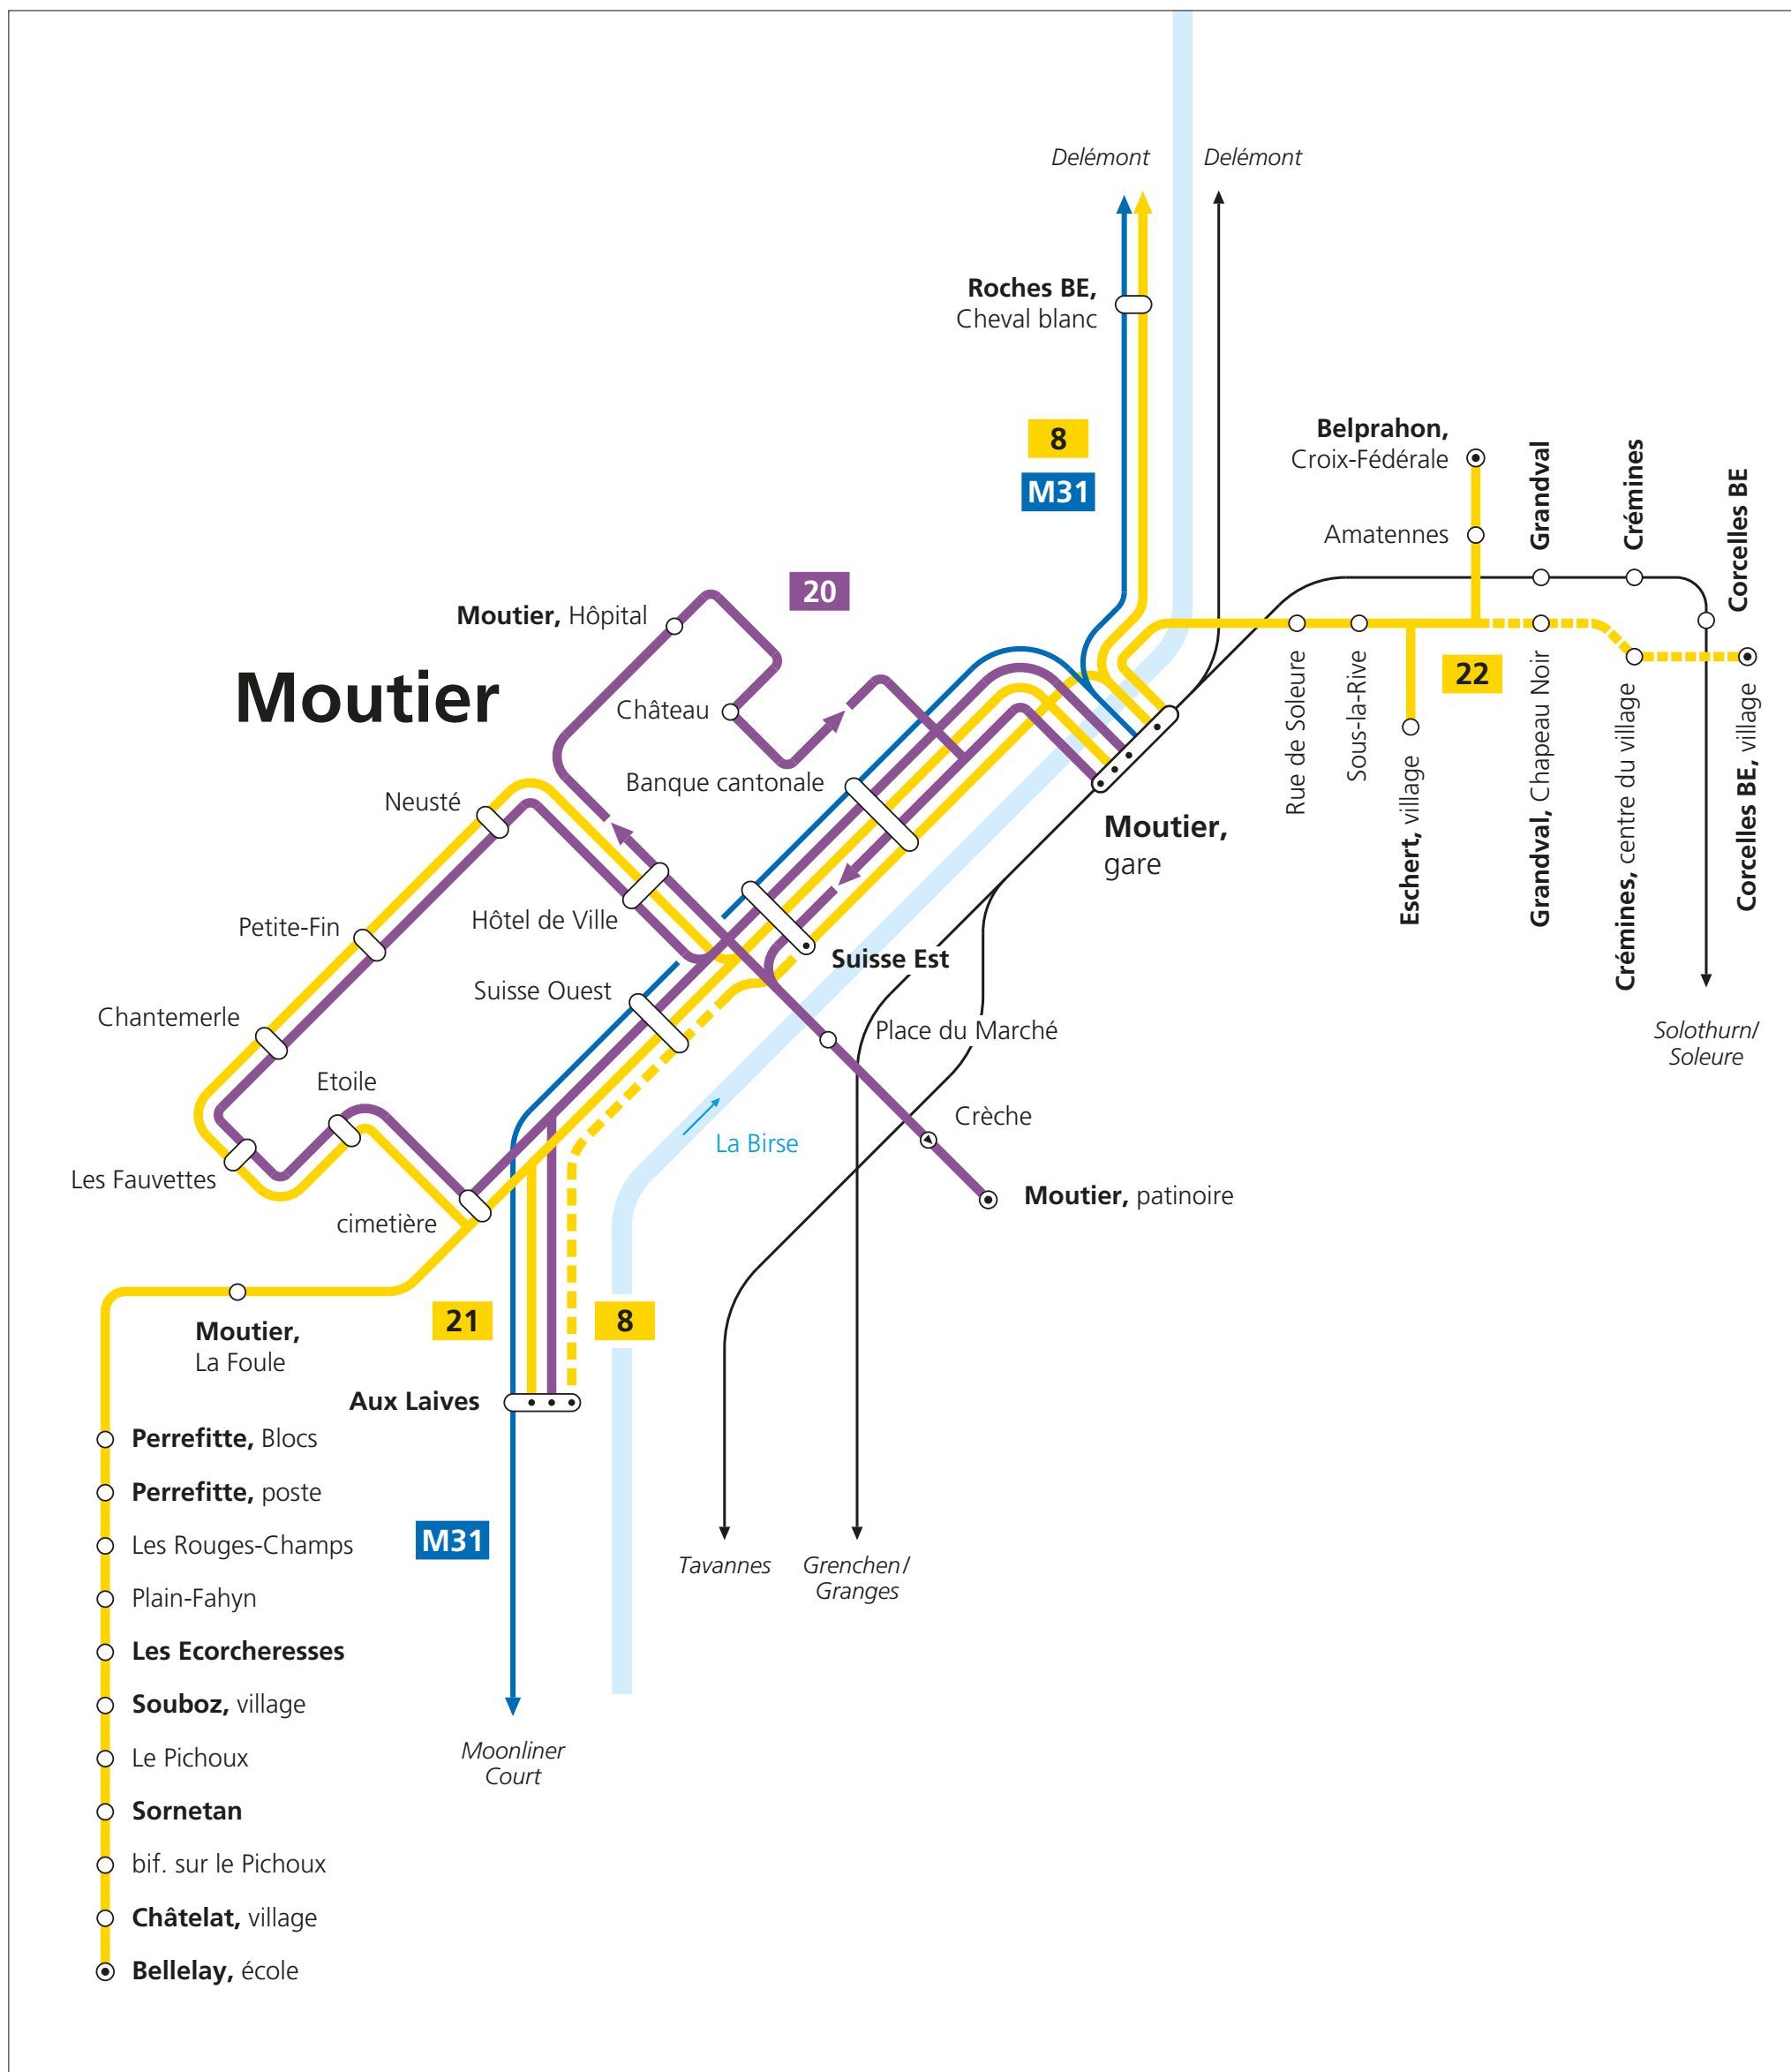 Delémont
Delémont
Roches BE,
Cheval blanc
8
M31
Belprahon,
Croix-Fédérale
Amatennes
Grandval
Crémines
Corcelles BE
20
Moutier, Hôpital
Moutier
Château
Banque cantonale
Neusté
Hôtel de Ville
Petite-Fin
Suisse Ouest
Suisse Est
Chantemerle
Etoile
Les Fauvettes
cimetière
Moutier,
gare
22
Rue de Soleure
Sous-la-Rive
Eschert, village
Grandval, Chapeau Noir
Crémines, centre du village
Corcelles BE, village
Solothurn/
Soleure
Place du Marché
Crèche
La Birse
Moutier, patinoire
Moutier,
La Foule
21
8
Aux Laives
Perrefitte, Blocs
Perrefitte, poste
Les Rouges-Champs
Plain-Fahyn
Les Ecorcheresses
Souboz, village
Le Pichoux
Sornetan
bif. sur le Pichoux
Châtelat, village
Bellelay, école
M31
Moonliner
Court
Tavannes
Grenchen/
Granges